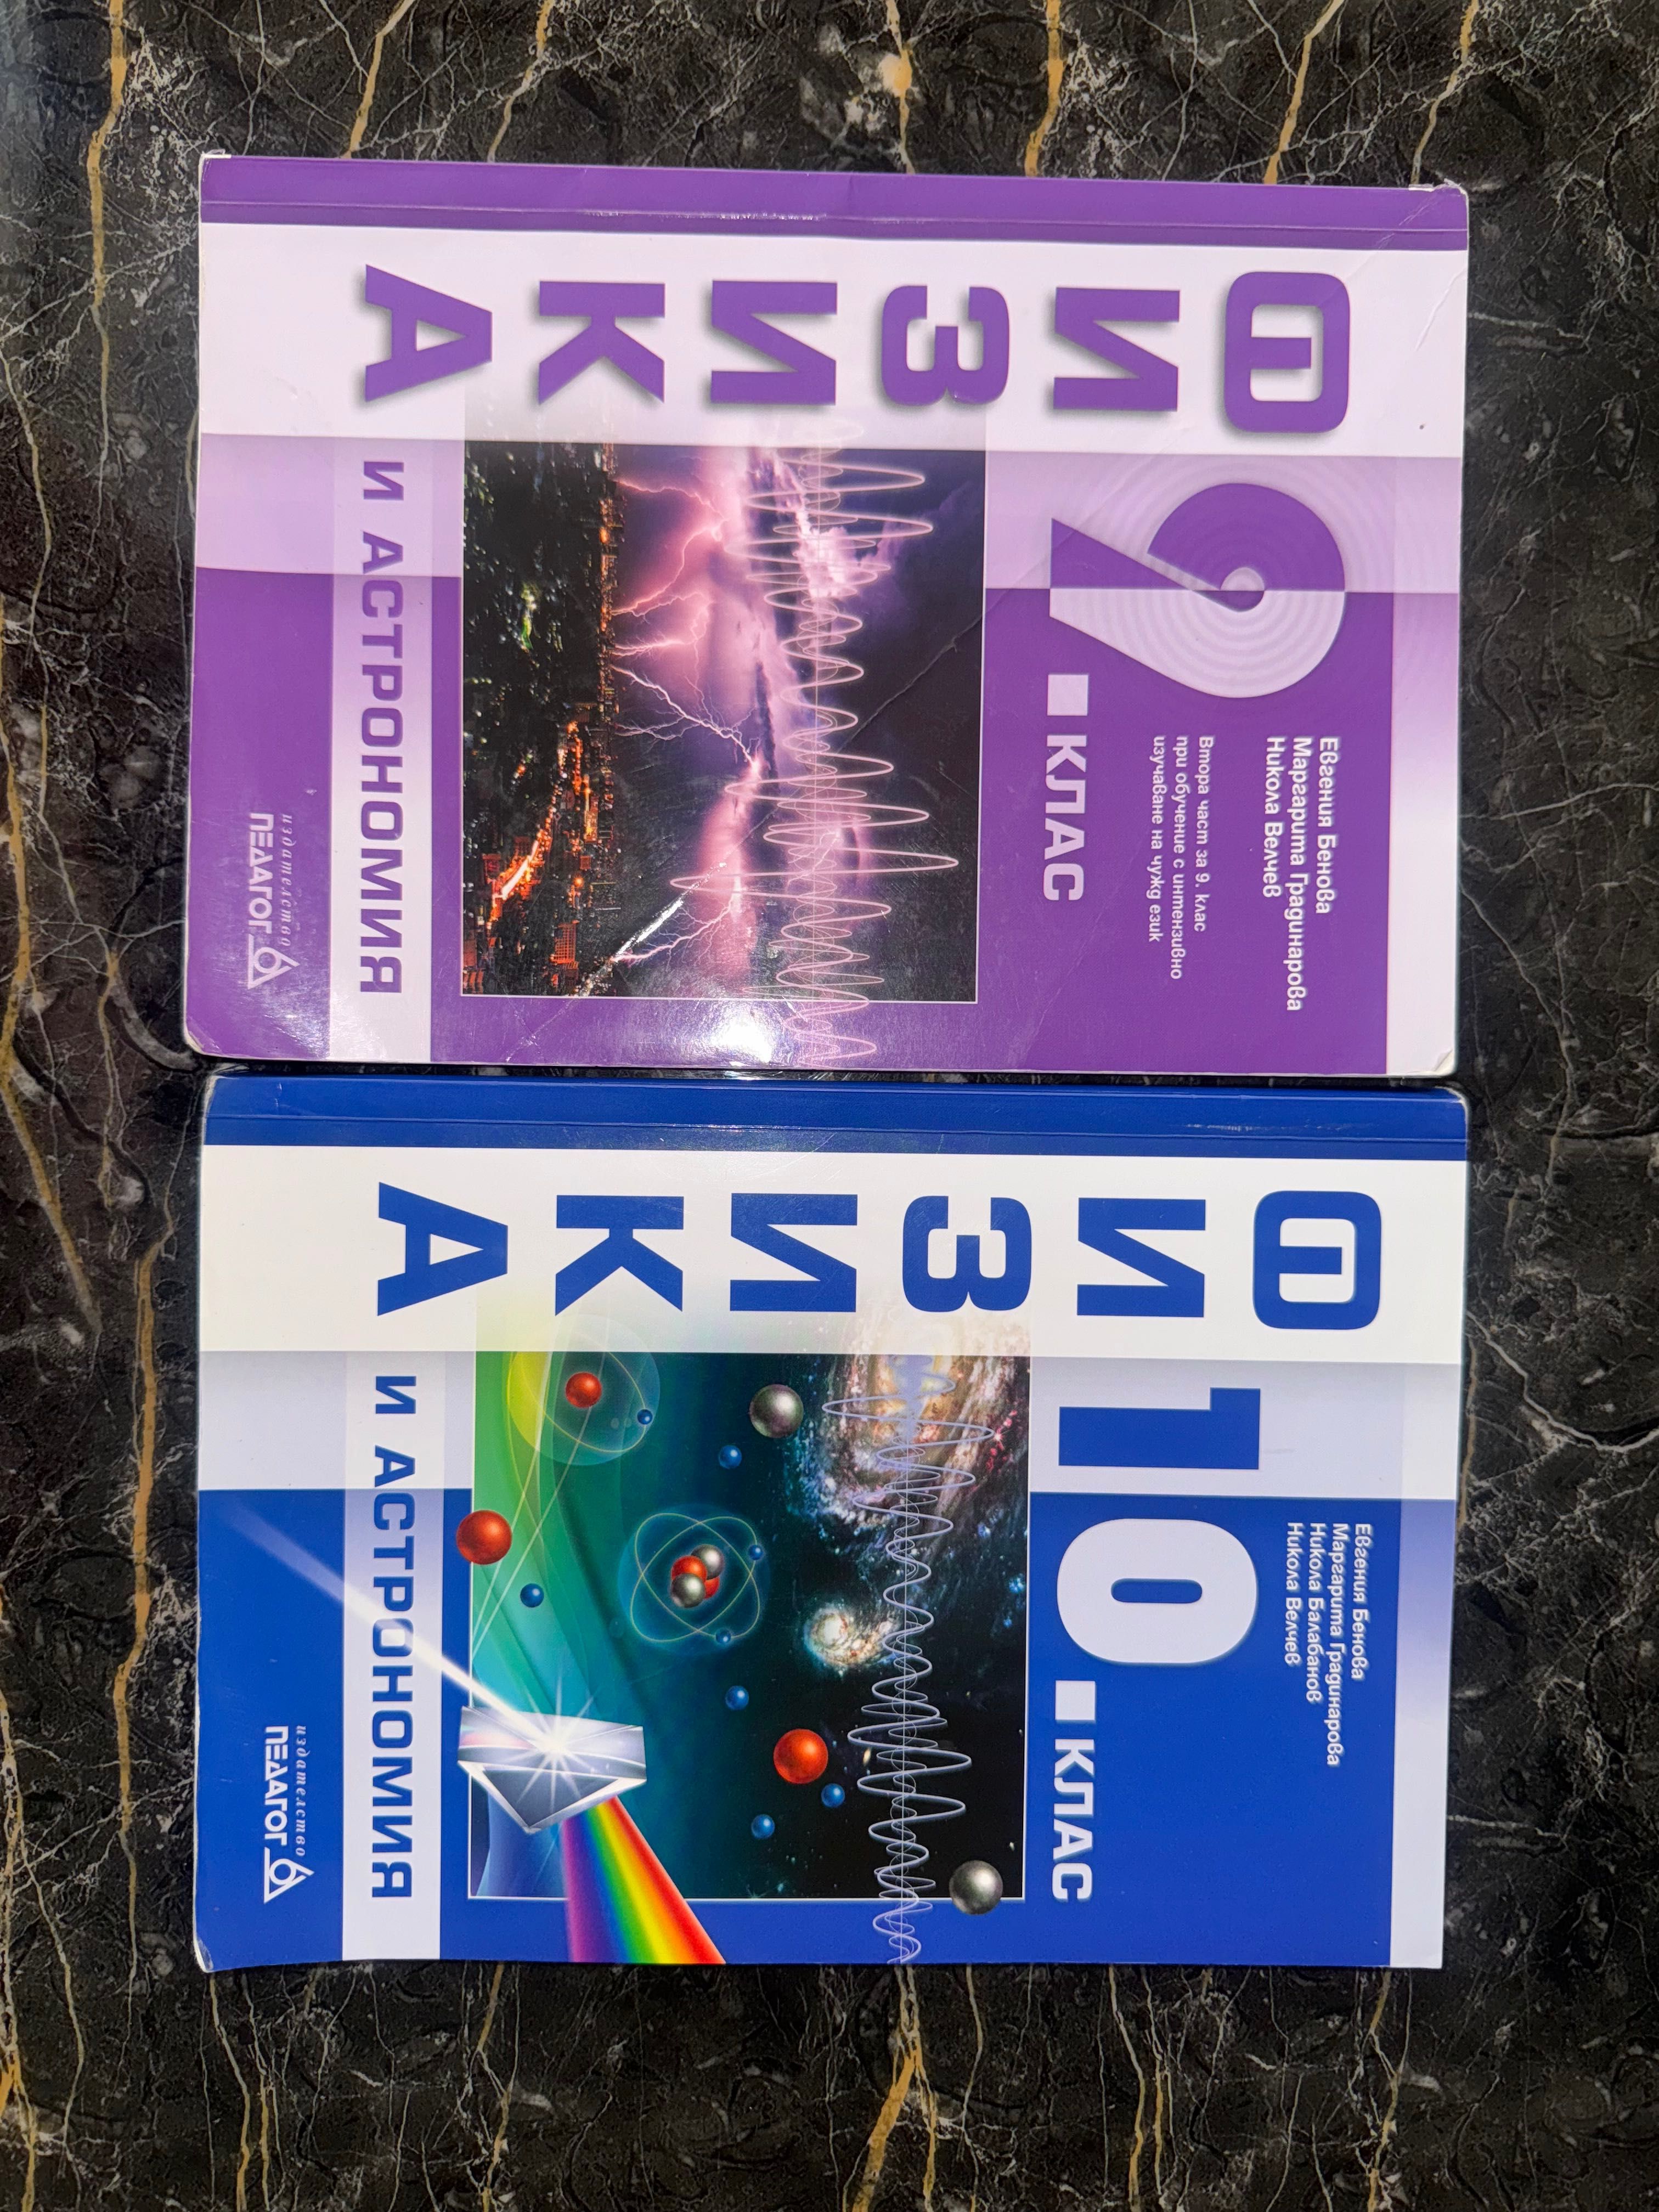 ФИЗИКА
9. КЛАС
Евгения Бенова
Маргарита Градинарова
Никола Велчев
Втора част за 9. клас
при обучение с интензивно
изучаване на чужд език
И АСТРОНОМИЯ
издателство
ПЕДАГОГ 6
ФИЗИКА
10. КЛАС
Евгения Бенова
Маргарита Градинарова
Никола Балабанов
Никола Велчев
И АСТРОНОМИЯ
издателство
ПЕДАГОГ 6